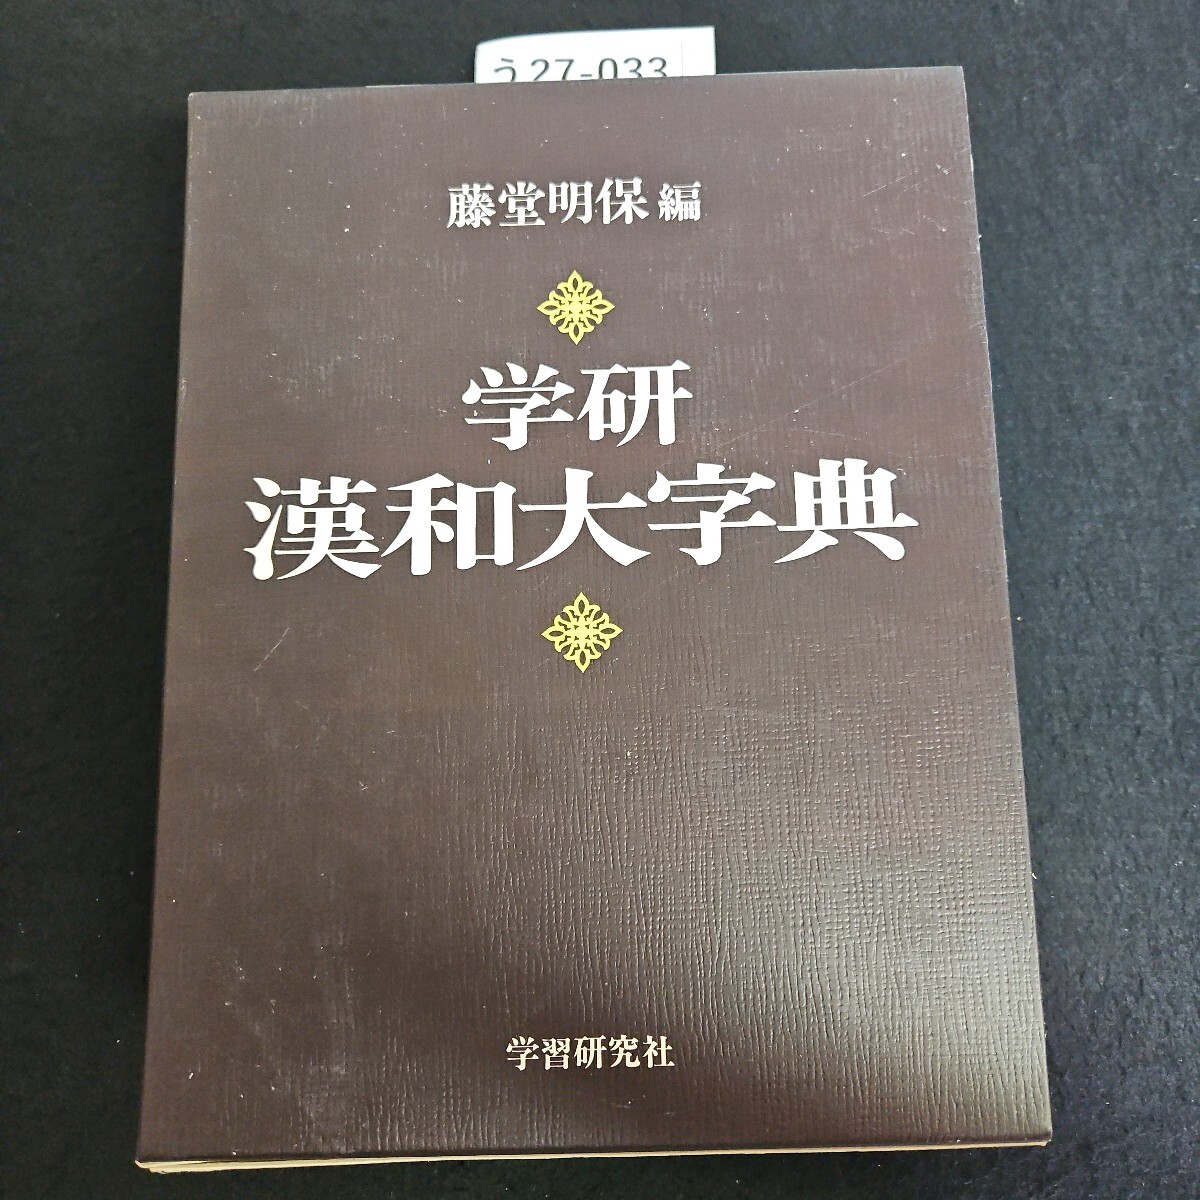 う27-033
藤堂明保 編
学研
漢和大字典
学習研究社